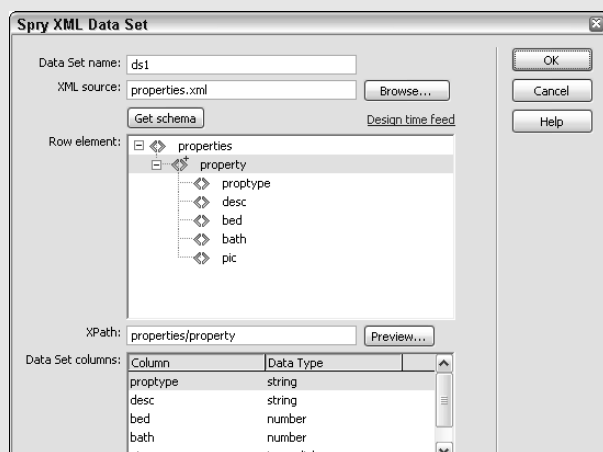 Spry XML Data Set
Data Set name: ds1
OK
XML source: properties.xml Browse...
Cancel
Get schema Design time feed
Help
Row element: properties
property
proptype
desc
bed
bath
pic
XPath: properties/property Preview...
Data Set columns: Column Data Type
proptype string
desc string
bed number
bath number